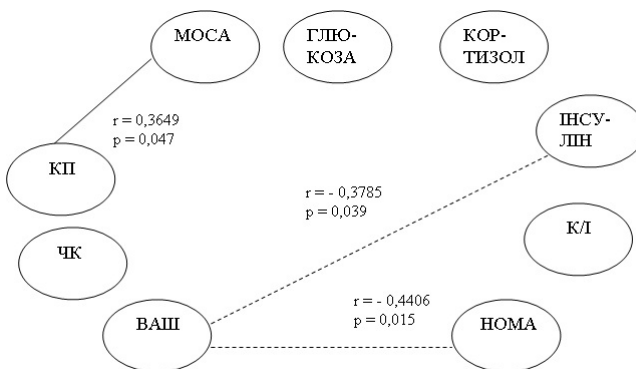 МОСА
ГЛЮ-
КОЗА
КОР-
ТИЗОЛ
r = 0,3649
p = 0,047
ІНСУ-
ЛІН
КП
r = - 0,3785
p = 0,039
К/І
ЧК
r = - 0,4406
p = 0,015
ВАШ
НОМА